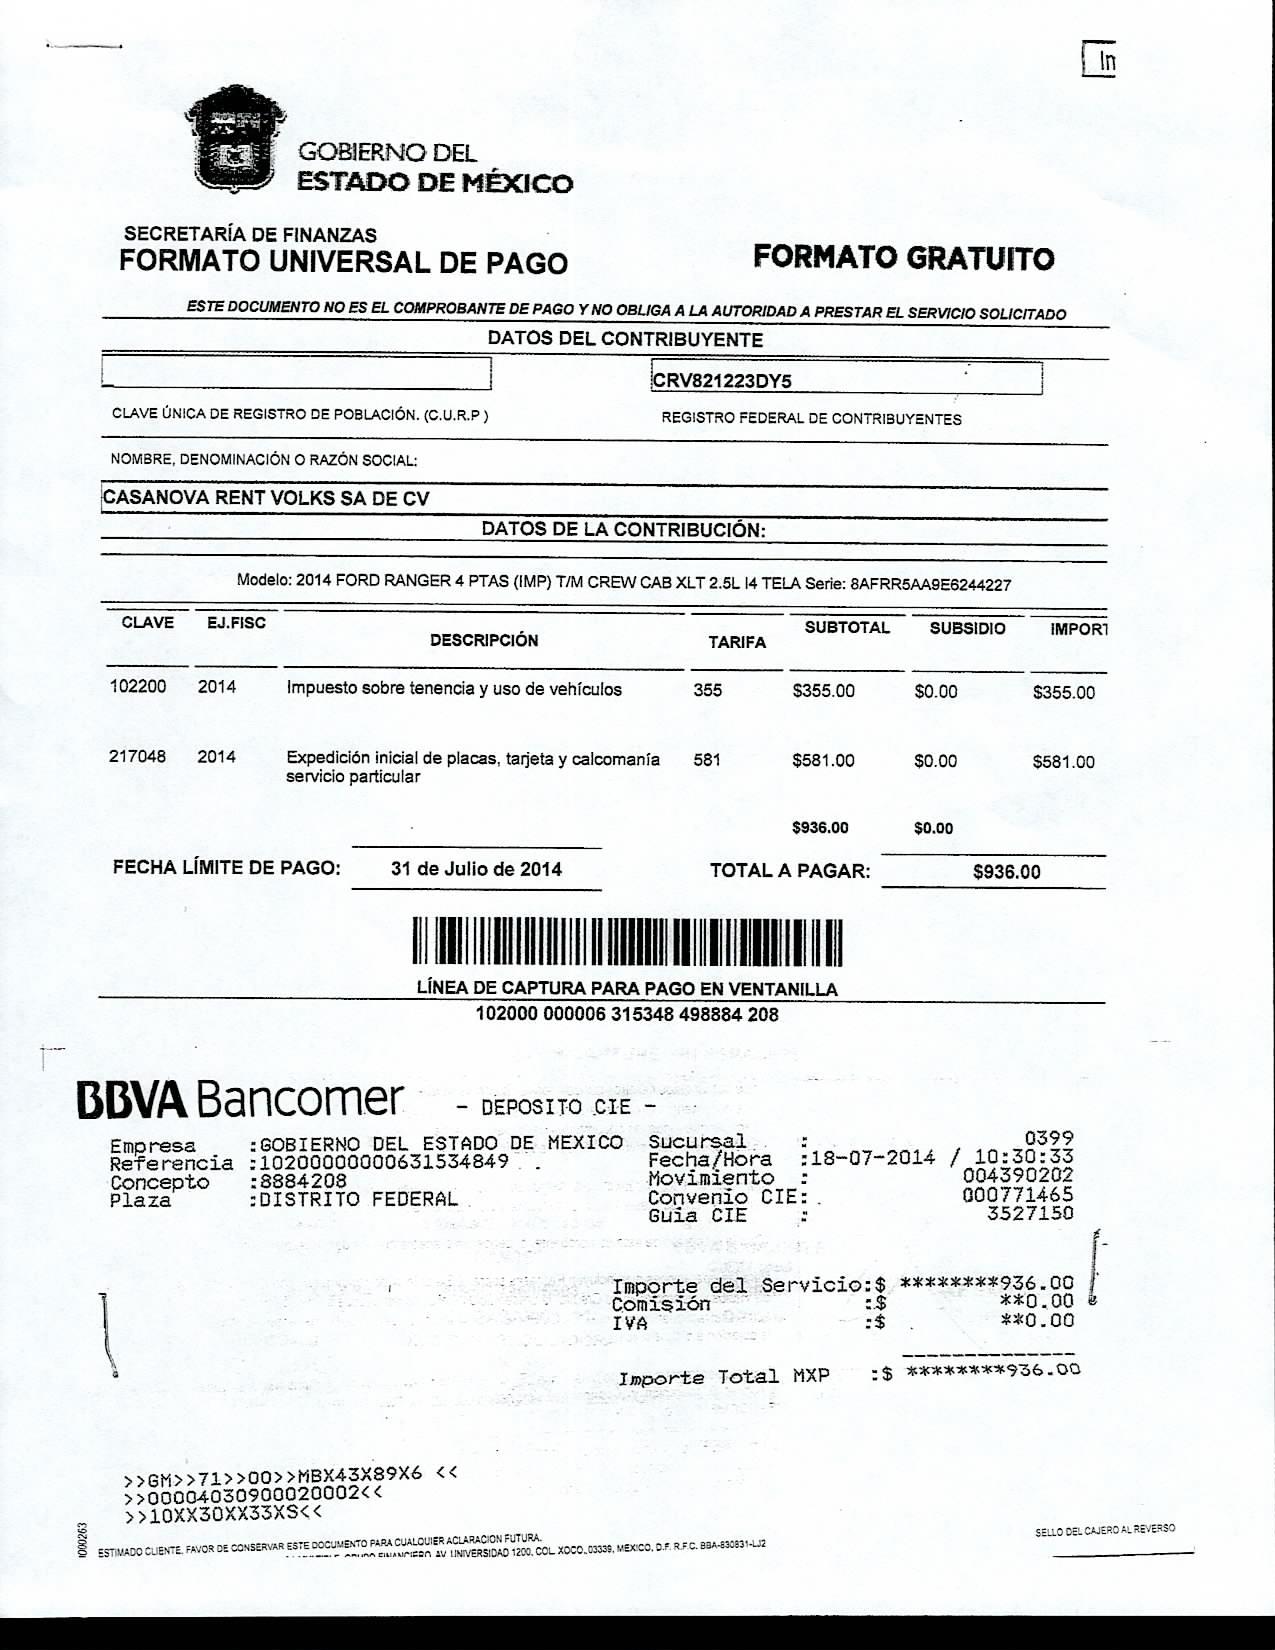 In
GOBIERNO DEL
ESTADO DE MÉXICO
SECRETARÍA DE FINANZAS
FORMATO UNIVERSAL DE PAGO
FORMATO GRATUITO
ESTE DOCUMENTO NO ES EL COMPROBANTE DE PAGO Y NO OBLIGA A LA AUTORIDAD A PRESTAR EL SERVICIO SOLICITADO
DATOS DEL CONTRIBUYENTE
CRV821223DY5
CLAVE ÚNICA DE REGISTRO DE POBLACIÓN. (C.U.R.P ) REGISTRO FEDERAL DE CONTRIBUYENTES
NOMBRE, DENOMINACIÓN O RAZÓN SOCIAL:
CASANOVA RENT VOLKS SA DE CV
DATOS DE LA CONTRIBUCIÓN:
Modelo: 2014 FORD RANGER 4 PTAS (IMP) T/M CREW CAB XLT 2.5L I4 TELA Serie: 8AFRR5AA9E6244227
CLAVE EJ.FISC DESCRIPCIÓN TARIFA SUBTOTAL SUBSIDIO IMPORT
102200 2014 Impuesto sobre tenencia y uso de vehículos 355 $355.00 $0.00 $355.00
217048 2014 Expedición inicial de placas, tarjeta y calcomanía 581 $581.00 $0.00 $581.00
servicio particular
$936.00 $0.00
FECHA LÍMITE DE PAGO: 31 de Julio de 2014 TOTAL A PAGAR: $936.00
LÍNEA DE CAPTURA PARA PAGO EN VENTANILLA
102000 000006 315348 498884 208
BBVA Bancomer - DEPOSITO CIE -
Empresa :GOBIERNO DEL ESTADO DE MEXICO Sucursal : 0399
Referencia :10200000000631534849 Fecha/Hora :18-07-2014 / 10:30:33
Concepto :8884208 Movimiento : 004390202
Plaza :DISTRITO FEDERAL Convenio CIE: 000771465
Guia CIE : 3527150
Importe del Servicio:$ ********936.00
Comisión :$ **0.00
IVA :$ **0.00
Importe Total MXP :$ ********936.00
>>GM>>71>>00>>MBX43X89X6 <<
>>00004030900020002<<
>>10XX30XX33XS<<
SELLO DEL CAJERO AL REVERSO
ESTIMADO CLIENTE, FAVOR DE CONSERVAR ESTE DOCUMENTO PARA CUALQUIER ACLARACION FUTURA.
GRUPO FINANCIERO, AV. UNIVERSIDAD 1200, COL. XOCO, 03339, MEXICO, D.F. R.F.C. BBA-830831-LJ2